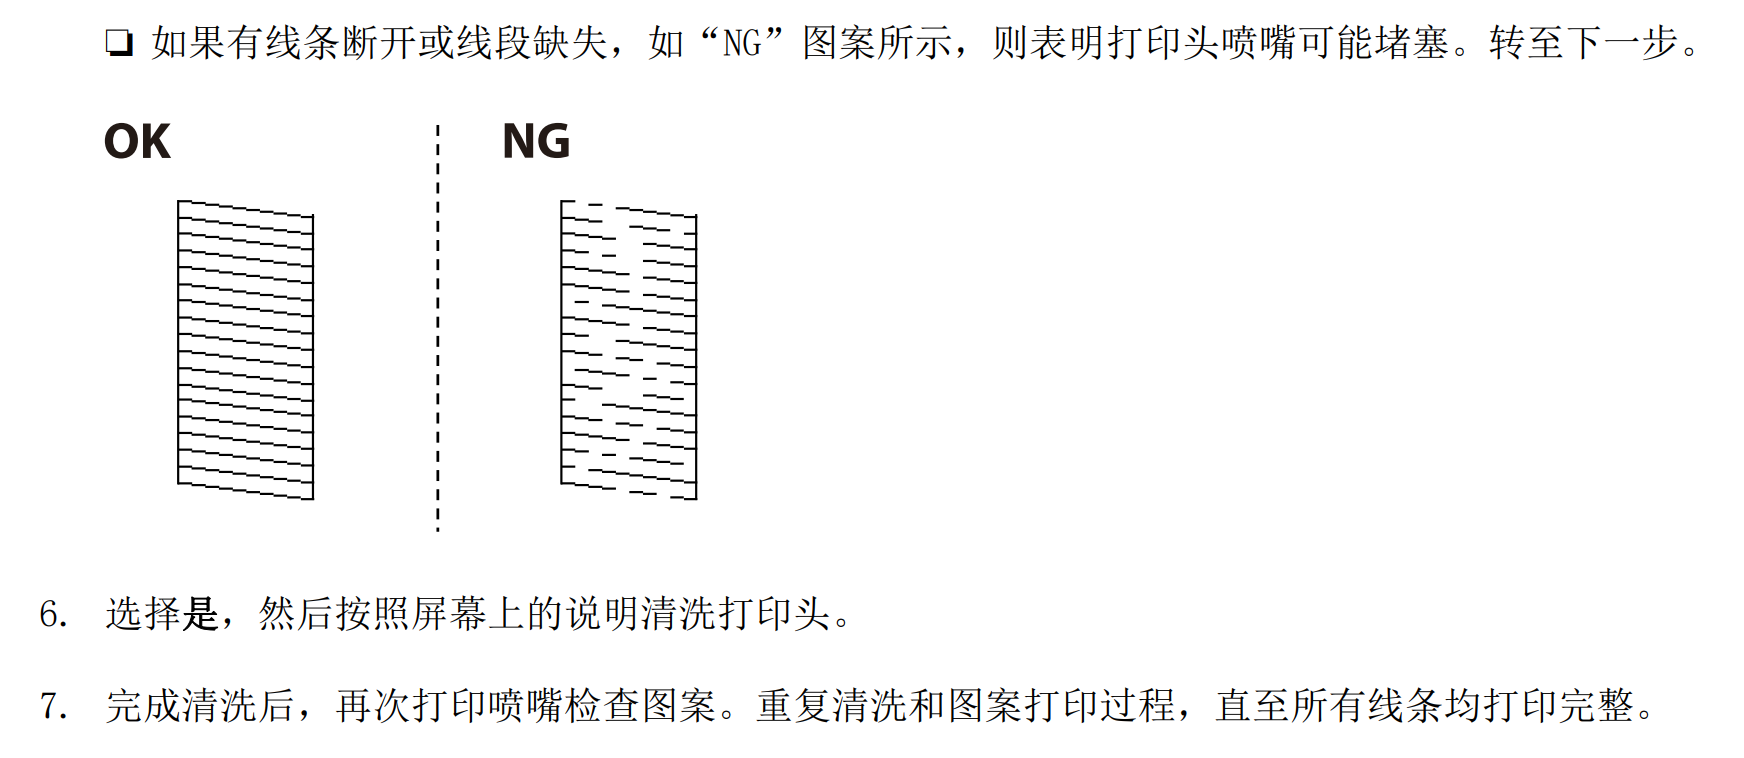 ❏ 如果有线条断开或线段缺失，如“NG”图案所示，则表明打印头喷嘴可能堵塞。转至下一步。
OK
NG
6. 选择是，然后按照屏幕上的说明清洗打印头。
7. 完成清洗后，再次打印喷嘴检查图案。重复清洗和图案打印过程，直至所有线条均打印完整。